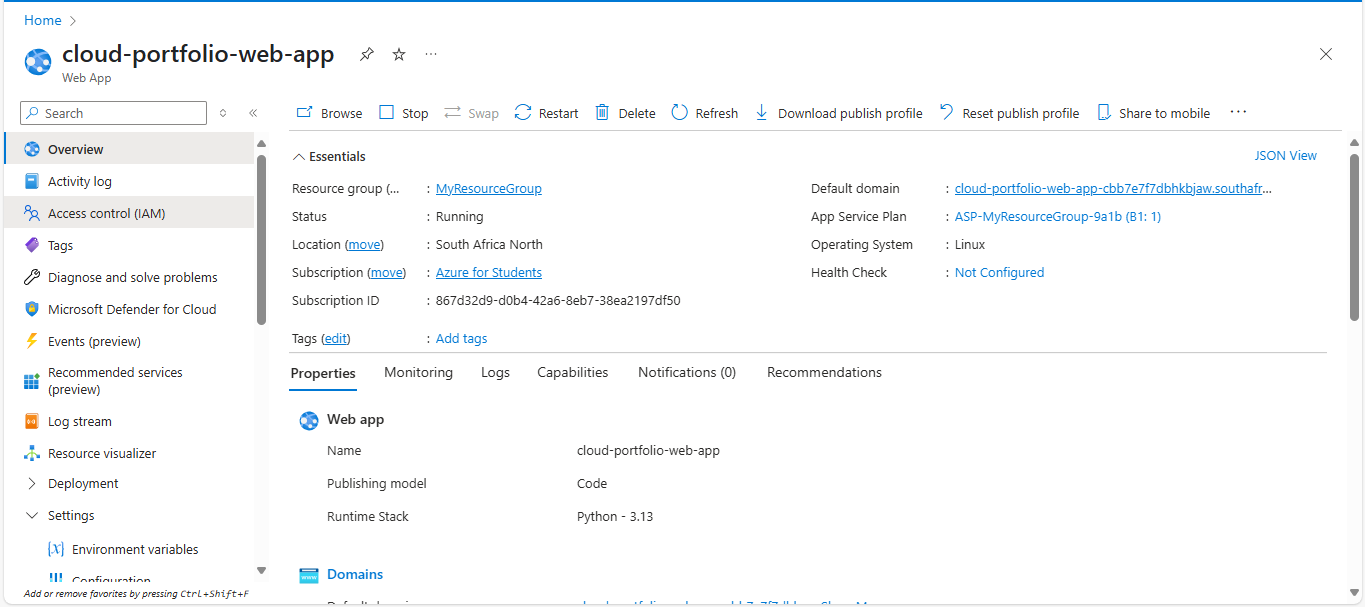 Home >
cloud-portfolio-web-app ...
Web App
Search
Browse Stop Swap Restart Delete Refresh Download publish profile Reset publish profile Share to mobile ...
Overview
Activity log
Access control (IAM)
Tags
Diagnose and solve problems
Microsoft Defender for Cloud
Events (preview)
Recommended services
(preview)
Log stream
Resource visualizer
Deployment
Settings
Environment variables
Configuration
Add or remove favorites by pressing Ctrl+Shift+F
Essentials
JSON View
Resource group (... : MyResourceGroup
Status : Running
Location (move) : South Africa North
Subscription (move) : Azure for Students
Subscription ID : 867d32d9-d0b4-42a6-8eb7-38ea2197df50
Tags (edit) : Add tags
Default domain : cloud-portfolio-web-app-cbb7e7f7dbhkbjaw.southafr...
App Service Plan : ASP-MyResourceGroup-9a1b (B1: 1)
Operating System : Linux
Health Check : Not Configured
Properties Monitoring Logs Capabilities Notifications (0) Recommendations
Web app
Name cloud-portfolio-web-app
Publishing model Code
Runtime Stack Python - 3.13
Domains
Default domain